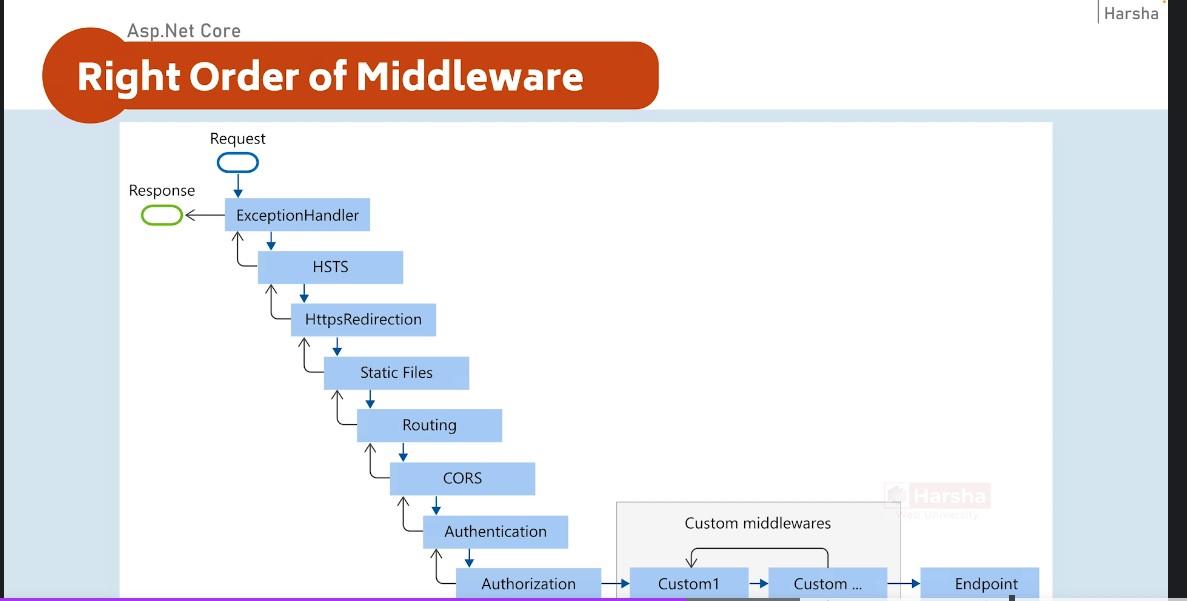 Asp.Net Core
Harsha
Right Order of Middleware
Request
Response
ExceptionHandler
HSTS
HttpsRedirection
Static Files
Routing
CORS
Harsha
Web University
Authentication
Custom middlewares
Authorization
Custom1
Custom ...
Endpoint